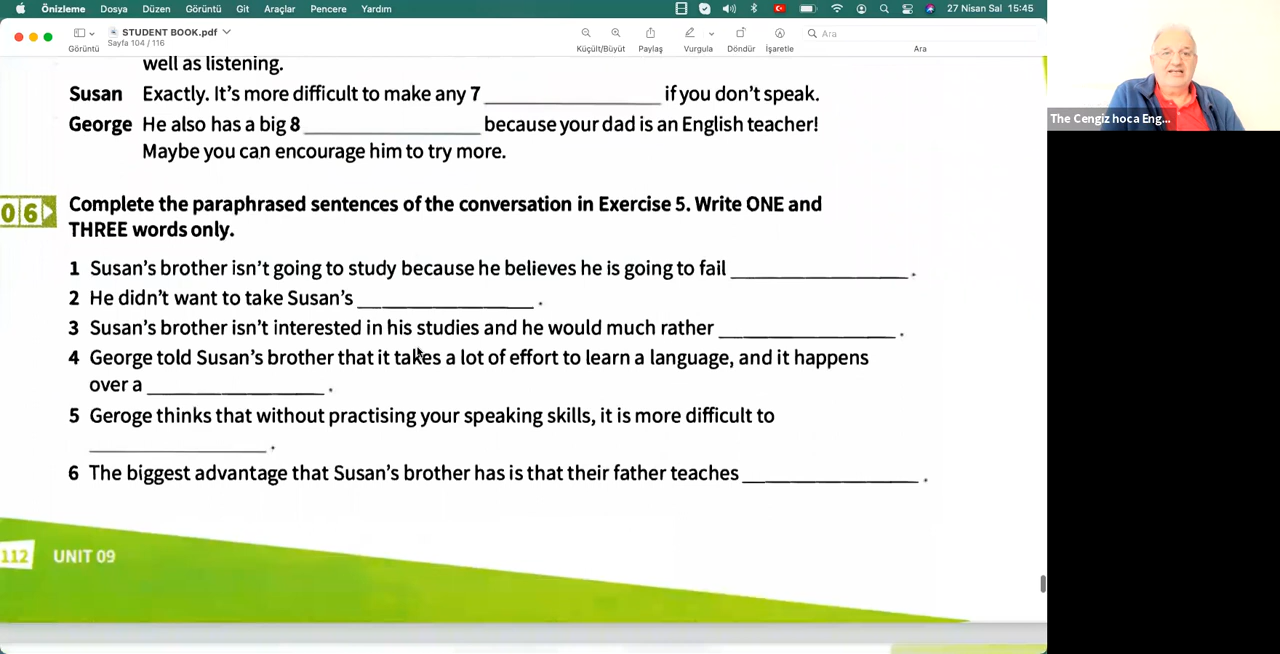 Önizleme Dosya Düzen Görüntü Git Araçlar Pencere Yardım 27 Nisan Sal 15:45
STUDENT BOOK.pdf
Sayfa 104 / 116
Ara
Görüntü Küçült/Büyüt Paylaş Vurgula Döndür İşaretle Ara
well as listening.
Susan Exactly. It's more difficult to make any 7 ____________ if you don't speak.
George He also has a big 8 ____________ because your dad is an English teacher!
Maybe you can encourage him to try more.
06 Complete the paraphrased sentences of the conversation in Exercise 5. Write ONE and
THREE words only.
1 Susan's brother isn't going to study because he believes he is going to fail ____________ .
2 He didn't want to take Susan's ____________ .
3 Susan's brother isn't interested in his studies and he would much rather ____________ .
4 George told Susan's brother that it takes a lot of effort to learn a language, and it happens
over a ____________ .
5 Geroge thinks that without practising your speaking skills, it is more difficult to
____________ .
6 The biggest advantage that Susan's brother has is that their father teaches ____________ .
112 UNIT 09
The Cengiz hoca Eng...